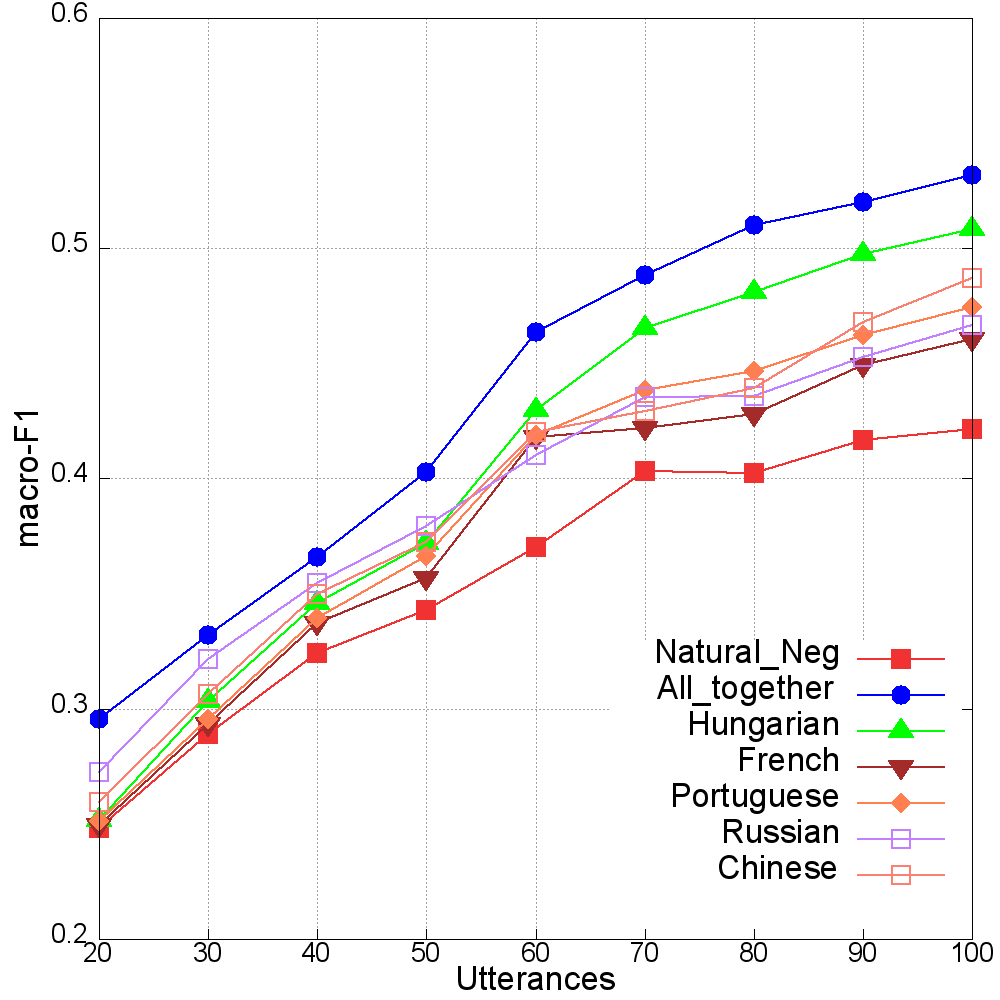 0.6
0.5
0.4
0.3
0.2
macro-F1
20 30 40 50 60 70 80 90 100
Utterances
Natural_Neg
All_together
Hungarian
French
Portuguese
Russian
Chinese